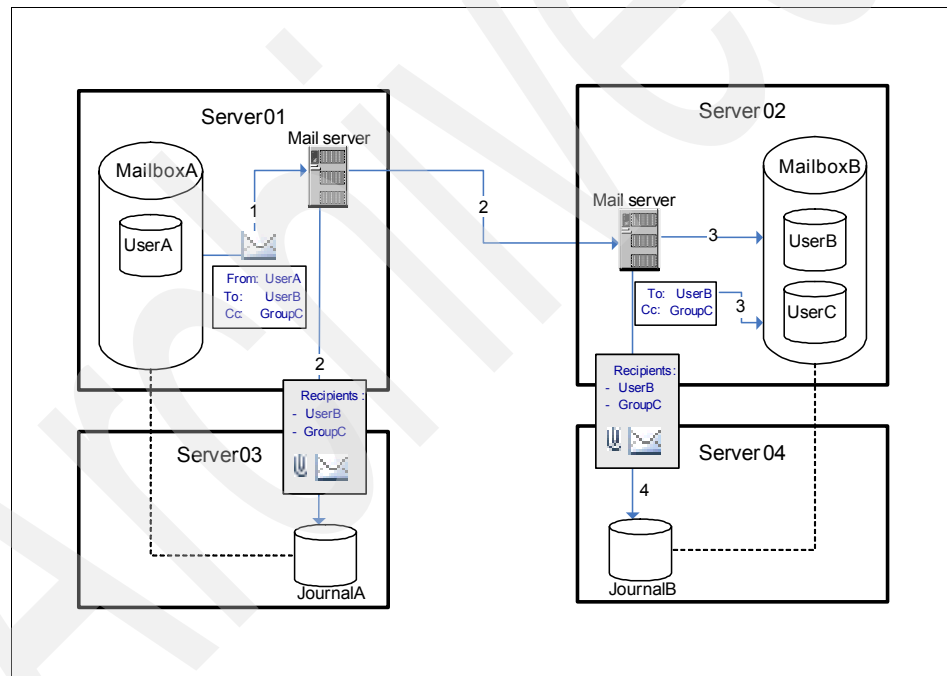 Server01
Mail server
MailboxA
UserA
1
From: UserA
To: UserB
Cc: GroupC
2
2
Recipients:
- UserB
- GroupC
Server03
JournalA
Server02
Mail server
MailboxB
3
UserB
To: UserB
Cc: GroupC
3
UserC
Recipients:
- UserB
- GroupC
Server04
4
JournalB